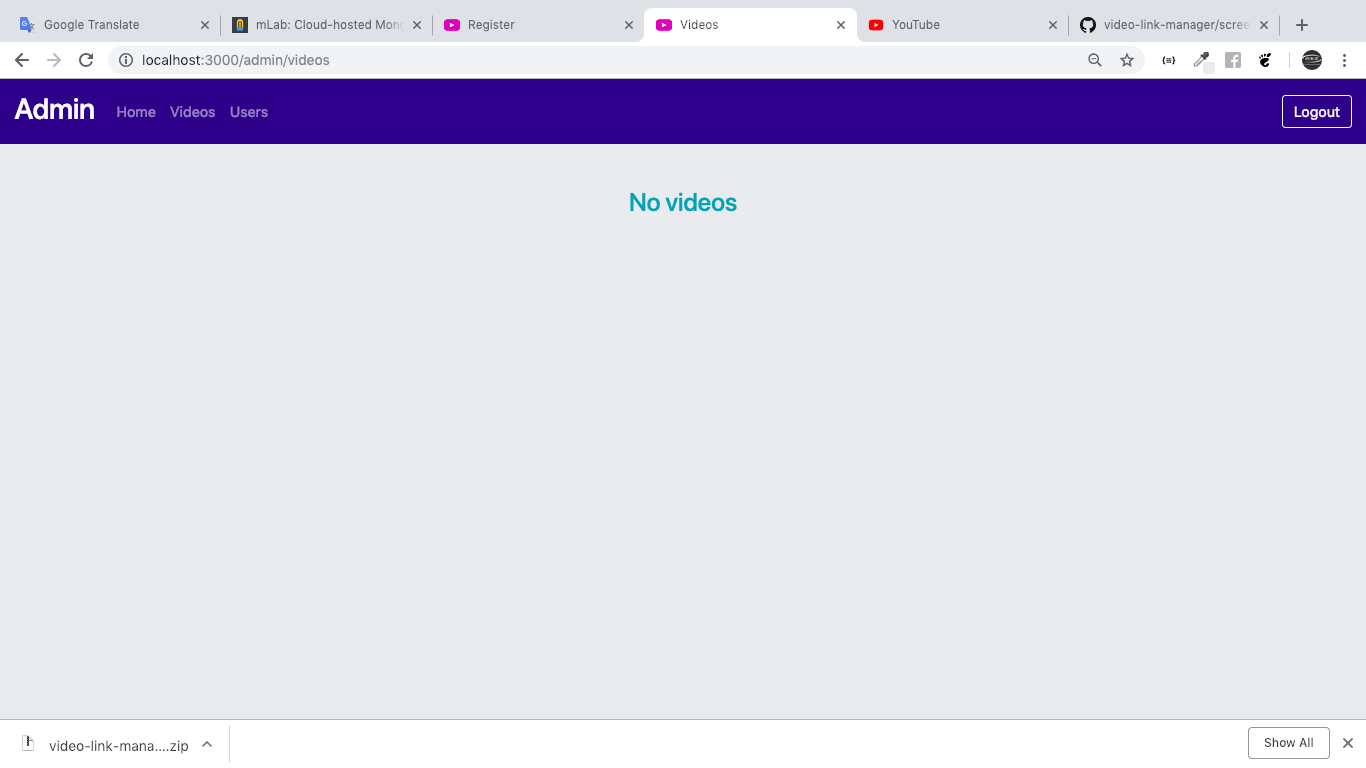 Google Translate
mLab: Cloud-hosted Mong
Register
Videos
YouTube
video-link-manager/scree
localhost:3000/admin/videos
Admin
Home
Videos
Users
Logout
No videos
video-link-mana....zip
Show All